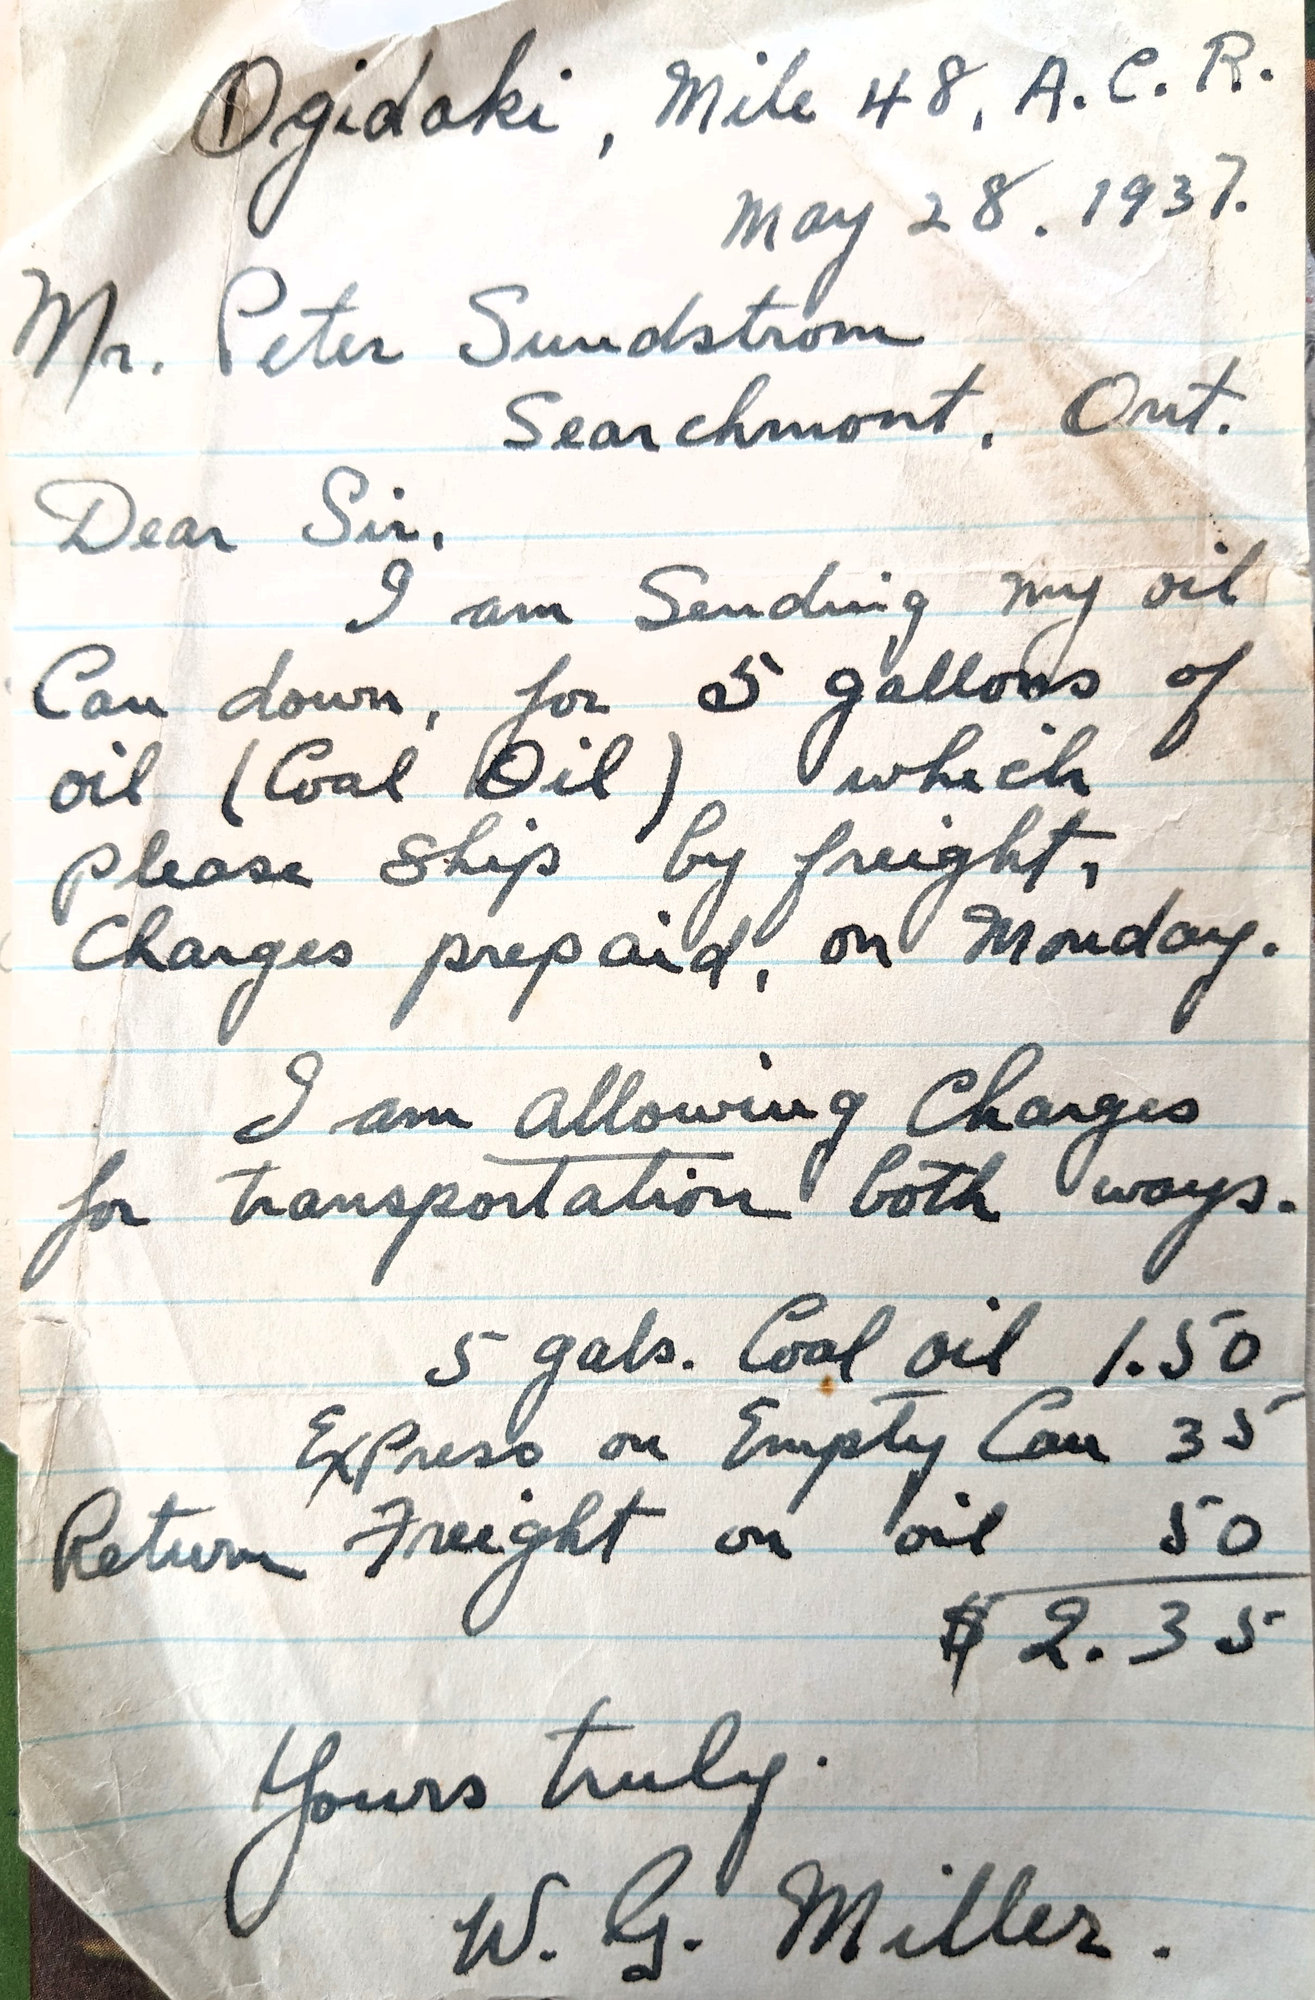 Ogidaki, Mile 48, A.C.R.
May 28. 1937.
Mr. Peter Sundstrom
Searchmont, Ont.
Dear Sir,
I am Sending my oil
Can down, for 5 gallons of
oil (Coal Oil) which
please ship by freight,
Charges prepaid, on Monday.
I am allowing Charges
for transportation both ways.
5 gals. Coal oil 1.50
Express on Empty Can 35
Return Freight on oil 50
$ 2.35
Yours truly.
W. G. Miller.